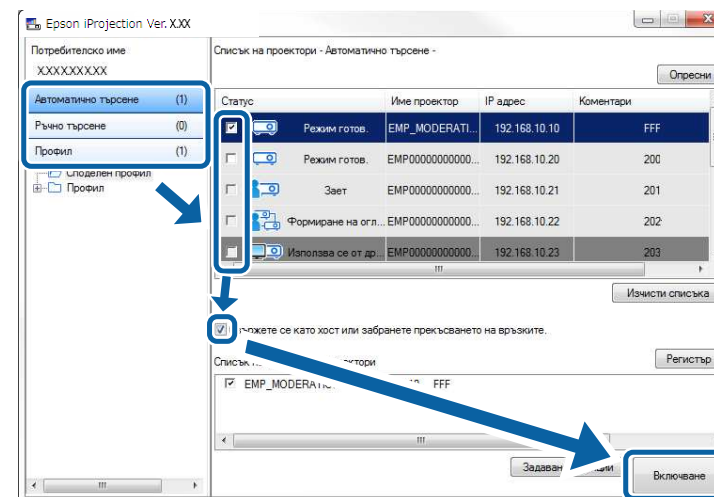 Epson iProjection Ver. X.XX
Потребителско име
XXXXXXXXX
Автоматично търсене (1)
Ръчно търсене (0)
Профил (1)
Споделен профил
Профил
Списък на проектори - Автоматично търсене -
Опресни
Статус Име проектор IP адрес Коментари
Режим готов. EMP_MODERATI... 192.168.10.10 FFF
Режим готов. EMP00000000000... 192.168.10.20 200
Зает EMP00000000000... 192.168.10.21 201
Формиране на огл... EMP00000000000... 192.168.10.22 202
Използва се от др... EMP00000000000... 192.168.10.23 203
Изчисти списъка
се като хост или забранете прекъсването на връзките.
Списък
Регистър
FFF
Включване